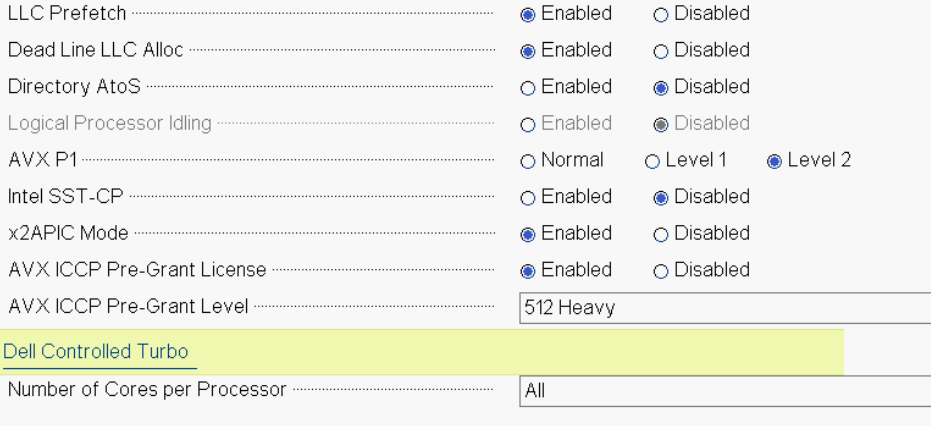 LLC Prefetch Enabled Disabled
Dead Line LLC Alloc Enabled Disabled
Directory AtoS Enabled Disabled
Logical Processor Idling Enabled Disabled
AVX P1 Normal Level 1 Level 2
Intel SST-CP Enabled Disabled
x2APIC Mode Enabled Disabled
AVX ICCP Pre-Grant License Enabled Disabled
AVX ICCP Pre-Grant Level 512 Heavy
Dell Controlled Turbo
Number of Cores per Processor All